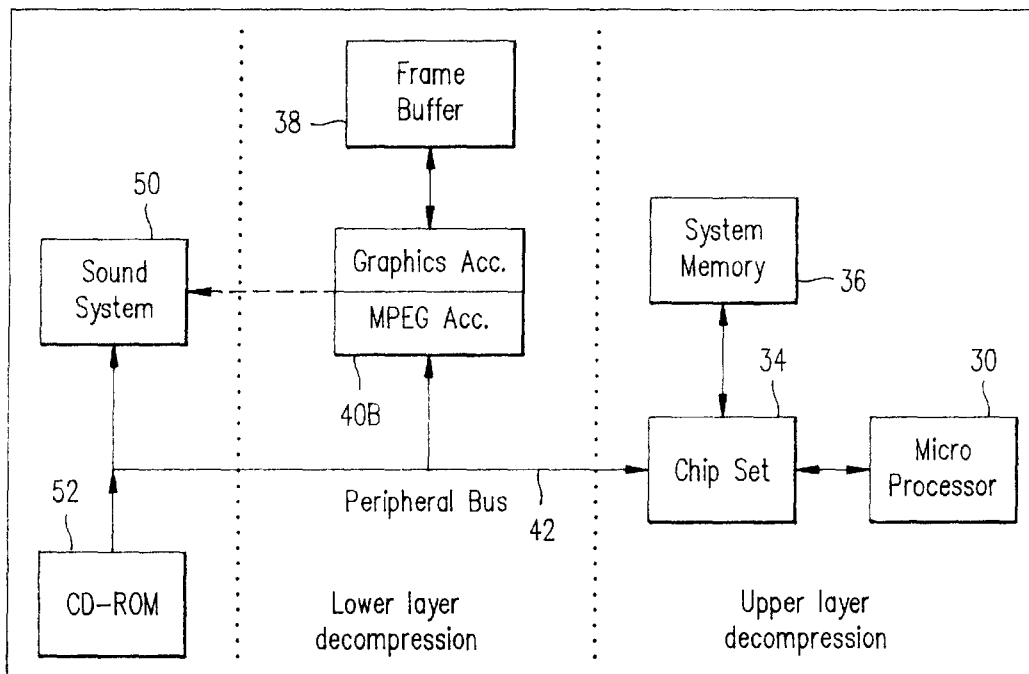 Frame
Buffer
38
50
Sound
System
Graphics Acc.
MPEG Acc.
40B
System
Memory
36
34
30
Chip Set
Micro
Processor
Peripheral Bus
42
52
CD-ROM
Lower layer
decompression
Upper layer
decompression